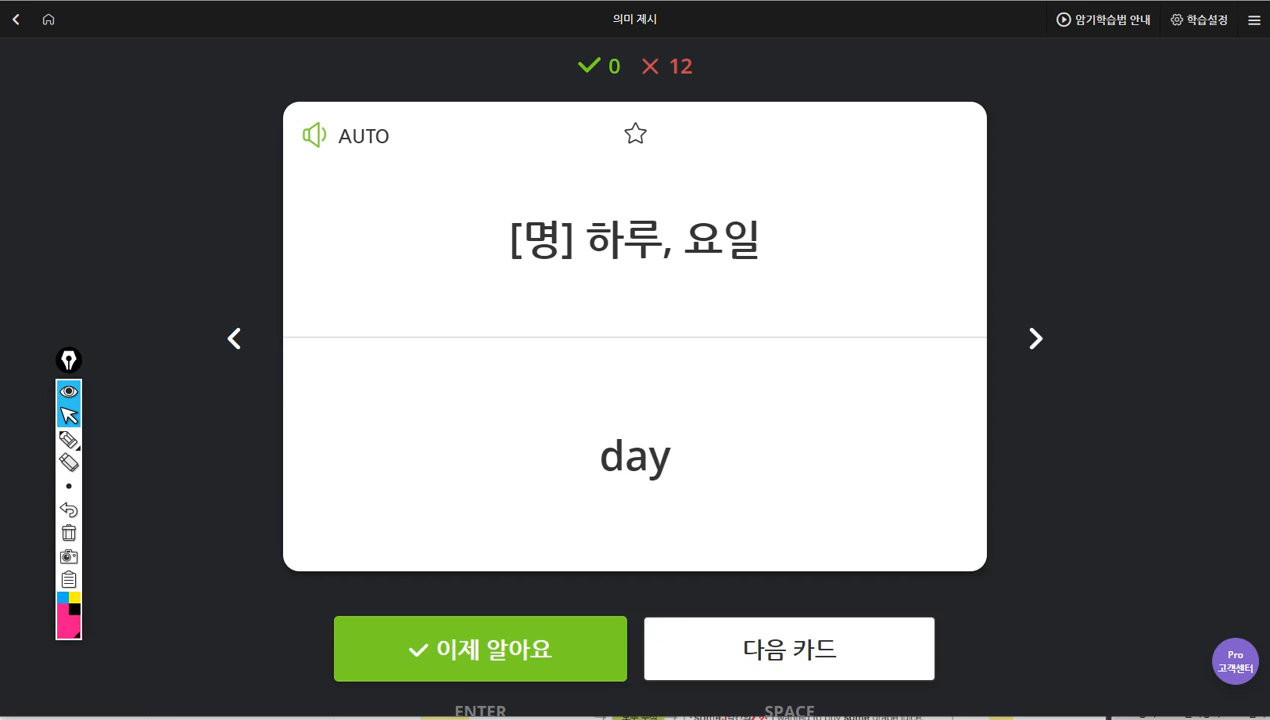 의미 제시
암기학습법 안내
학습설정
0
12
AUTO
[명] 하루, 요일
day
이제 알아요
다음 카드
Pro
고객센터
ENTER
SPACE